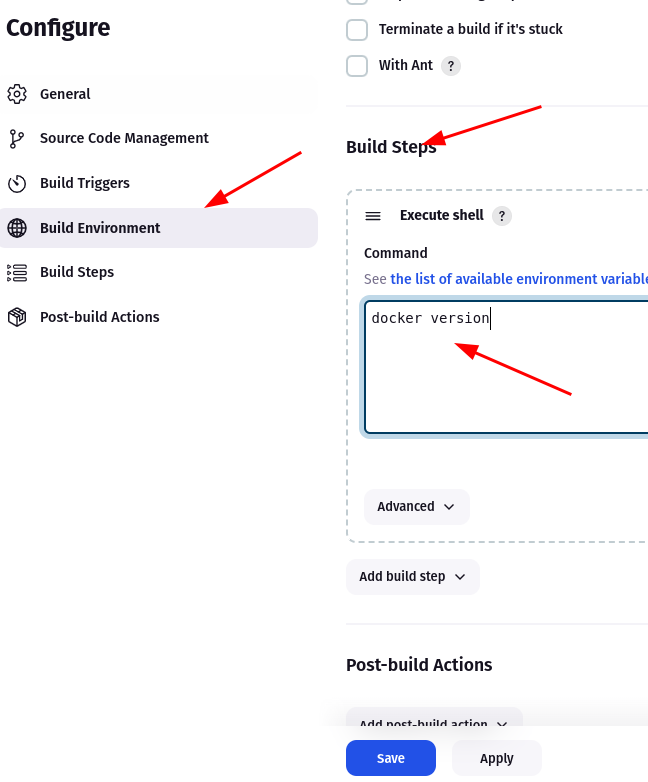 Configure
General
Source Code Management
Build Triggers
Build Environment
Build Steps
Post-build Actions
Terminate a build if it's stuck
With Ant ?
Build Steps
Execute shell ?
Command
See the list of available environment variable
docker version
Advanced
Add build step
Post-build Actions
Add post-build action
Save
Apply